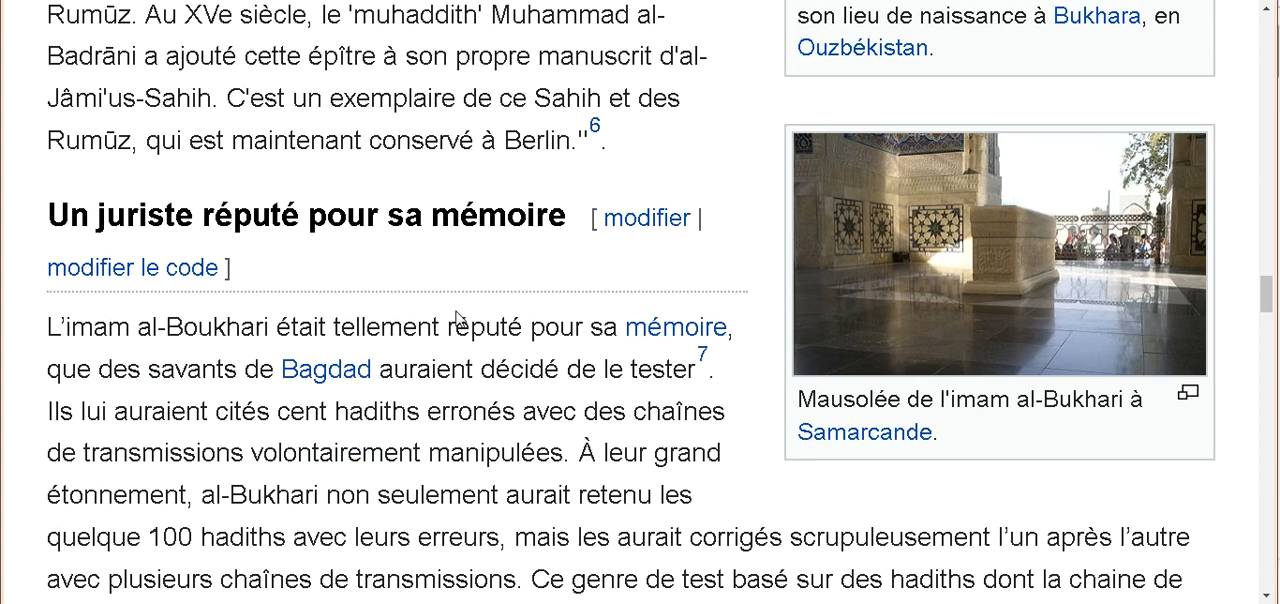 Rumūz. Au XVe siècle, le 'muhaddith' Muhammad al-
Badrāni a ajouté cette épître à son propre manuscrit d'al-
Jâmi'us-Sahih. C'est un exemplaire de ce Sahih et des
Rumūz, qui est maintenant conservé à Berlin."6.
son lieu de naissance à Bukhara, en
Ouzbékistan.
Un juriste réputé pour sa mémoire [ modifier |
modifier le code ]
L’imam al-Boukhari était tellement réputé pour sa mémoire,
que des savants de Bagdad auraient décidé de le tester7.
Ils lui auraient cités cent hadiths erronés avec des chaînes
de transmissions volontairement manipulées. À leur grand
étonnement, al-Bukhari non seulement aurait retenu les
quelque 100 hadiths avec leurs erreurs, mais les aurait corrigés scrupuleusement l’un après l’autre
avec plusieurs chaînes de transmissions. Ce genre de test basé sur des hadiths dont la chaine de
Mausolée de l'imam al-Bukhari à
Samarcande.